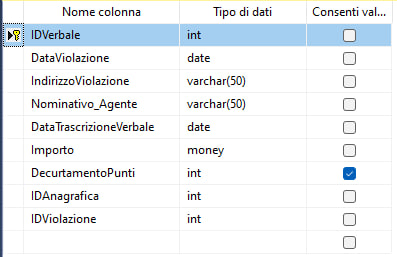 Nome colonna Tipo di dati Consenti val...
IDVerbale int
DataViolazione date
IndirizzoViolazione varchar(50)
Nominativo_Agente varchar(50)
DataTrascrizioneVerbale date
Importo money
DecurtamentoPunti int
IDAnagrafica int
IDViolazione int